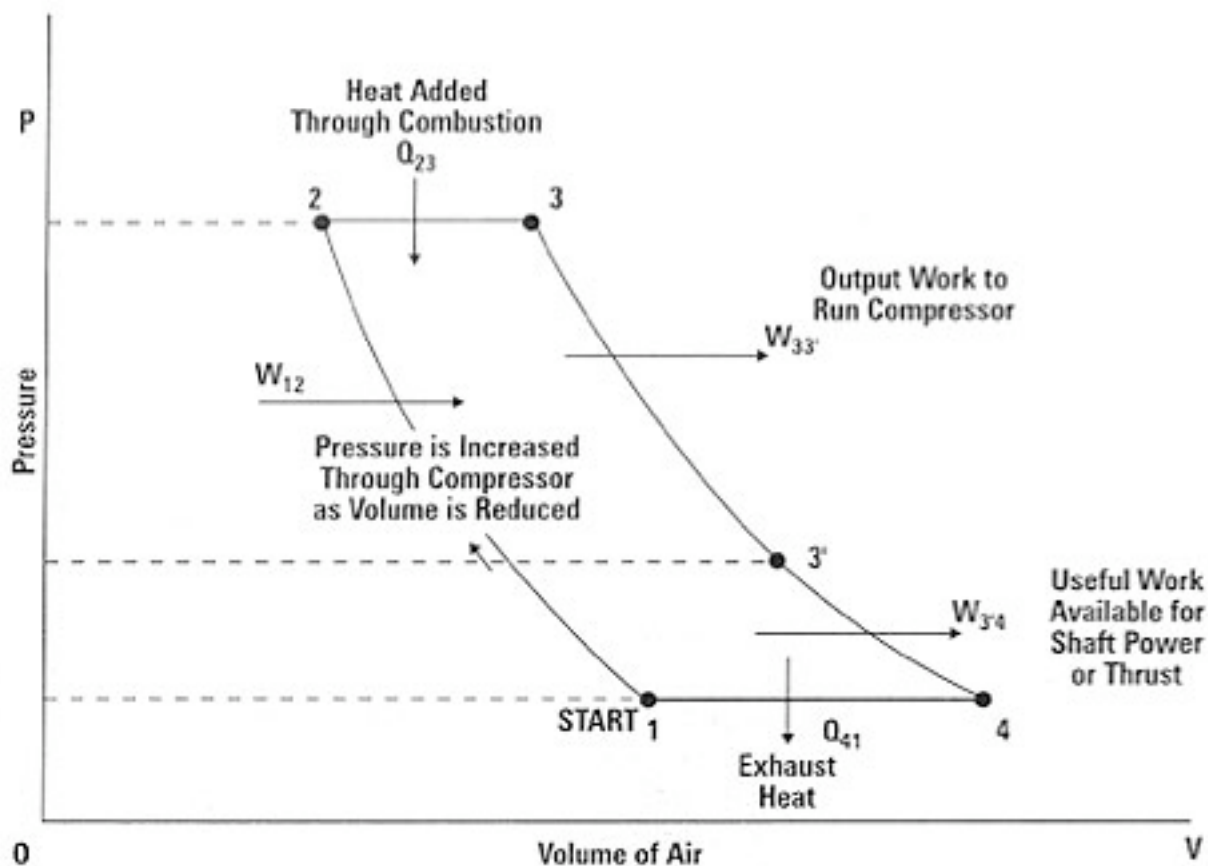 P
Heat Added
Through Combustion
Q23
2
3
Output Work to
Run Compressor
W33'
W12
Pressure
Pressure is Increased
Through Compressor
as Volume is Reduced
3'
Useful Work
Available for
Shaft Power
or Thrust
W3'4
START 1
Q41
4
Exhaust
Heat
0
Volume of Air
V